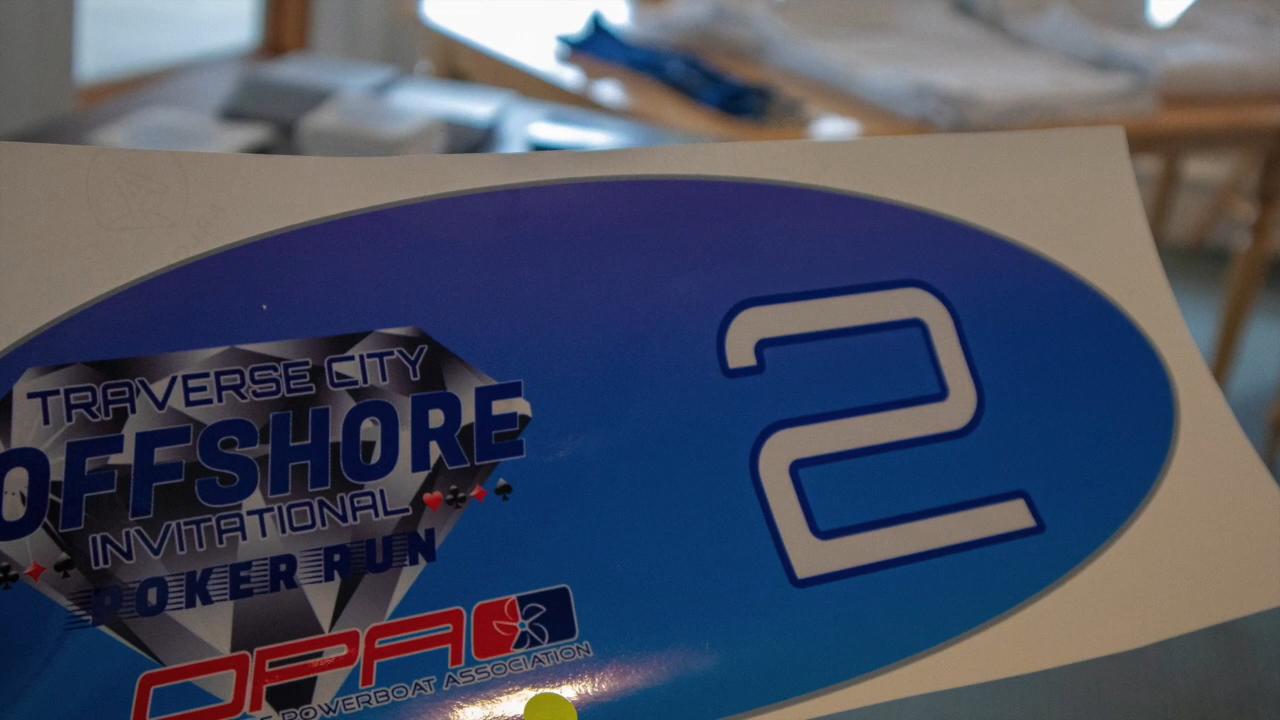 TRAVERSE CITY
OFFSHORE
INVITATIONAL
POKER RUN
OPA
POWERBOAT ASSOCIATION
2